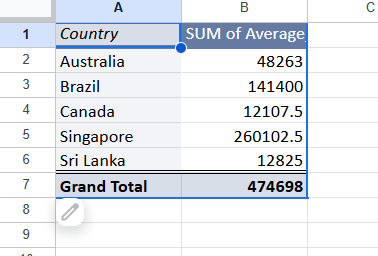 A B C
1 Country SUM of Average
2 Australia 48263
3 Brazil 141400
4 Canada 12107.5
5 Singapore 260102.5
6 Sri Lanka 12825
7 Grand Total 474698
8
9